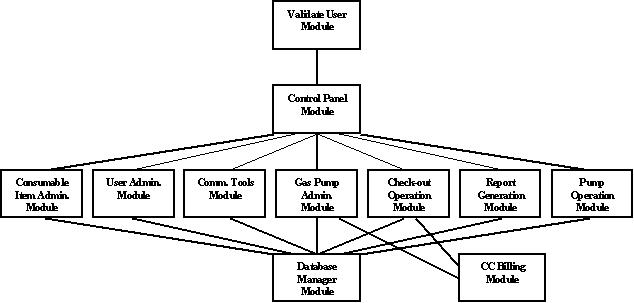 Validate User
Module
Control Panel
Module
Consumable
Item Admin.
Module
User Admin.
Module
Comm. Tools
Module
Gas Pump
Admin.
Module
Check-out
Operation
Module
Report
Generation
Module
Pump
Operation
Module
Database
Manager
Module
CC Billing
Module